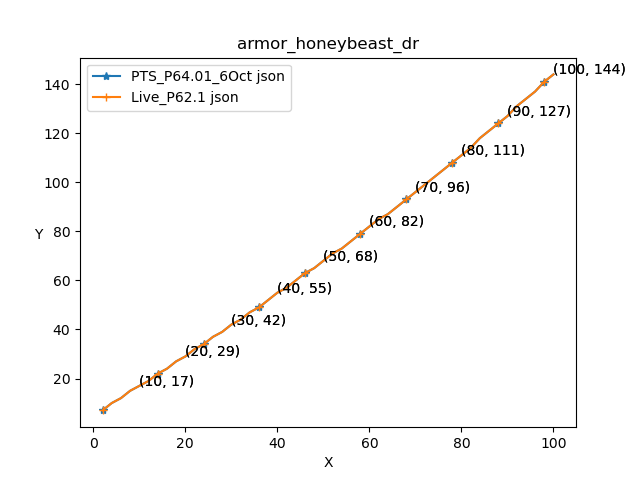 armor_honeybeast_dr
PTS_P64.01_6Oct json
Live_P62.1 json
(100, 144)
(90, 127)
(80, 111)
(70, 96)
(60, 82)
(50, 68)
(40, 55)
(30, 42)
(20, 29)
(10, 17)
140
120
100
80
60
40
20
Y
0 20 40 60 80 100
X